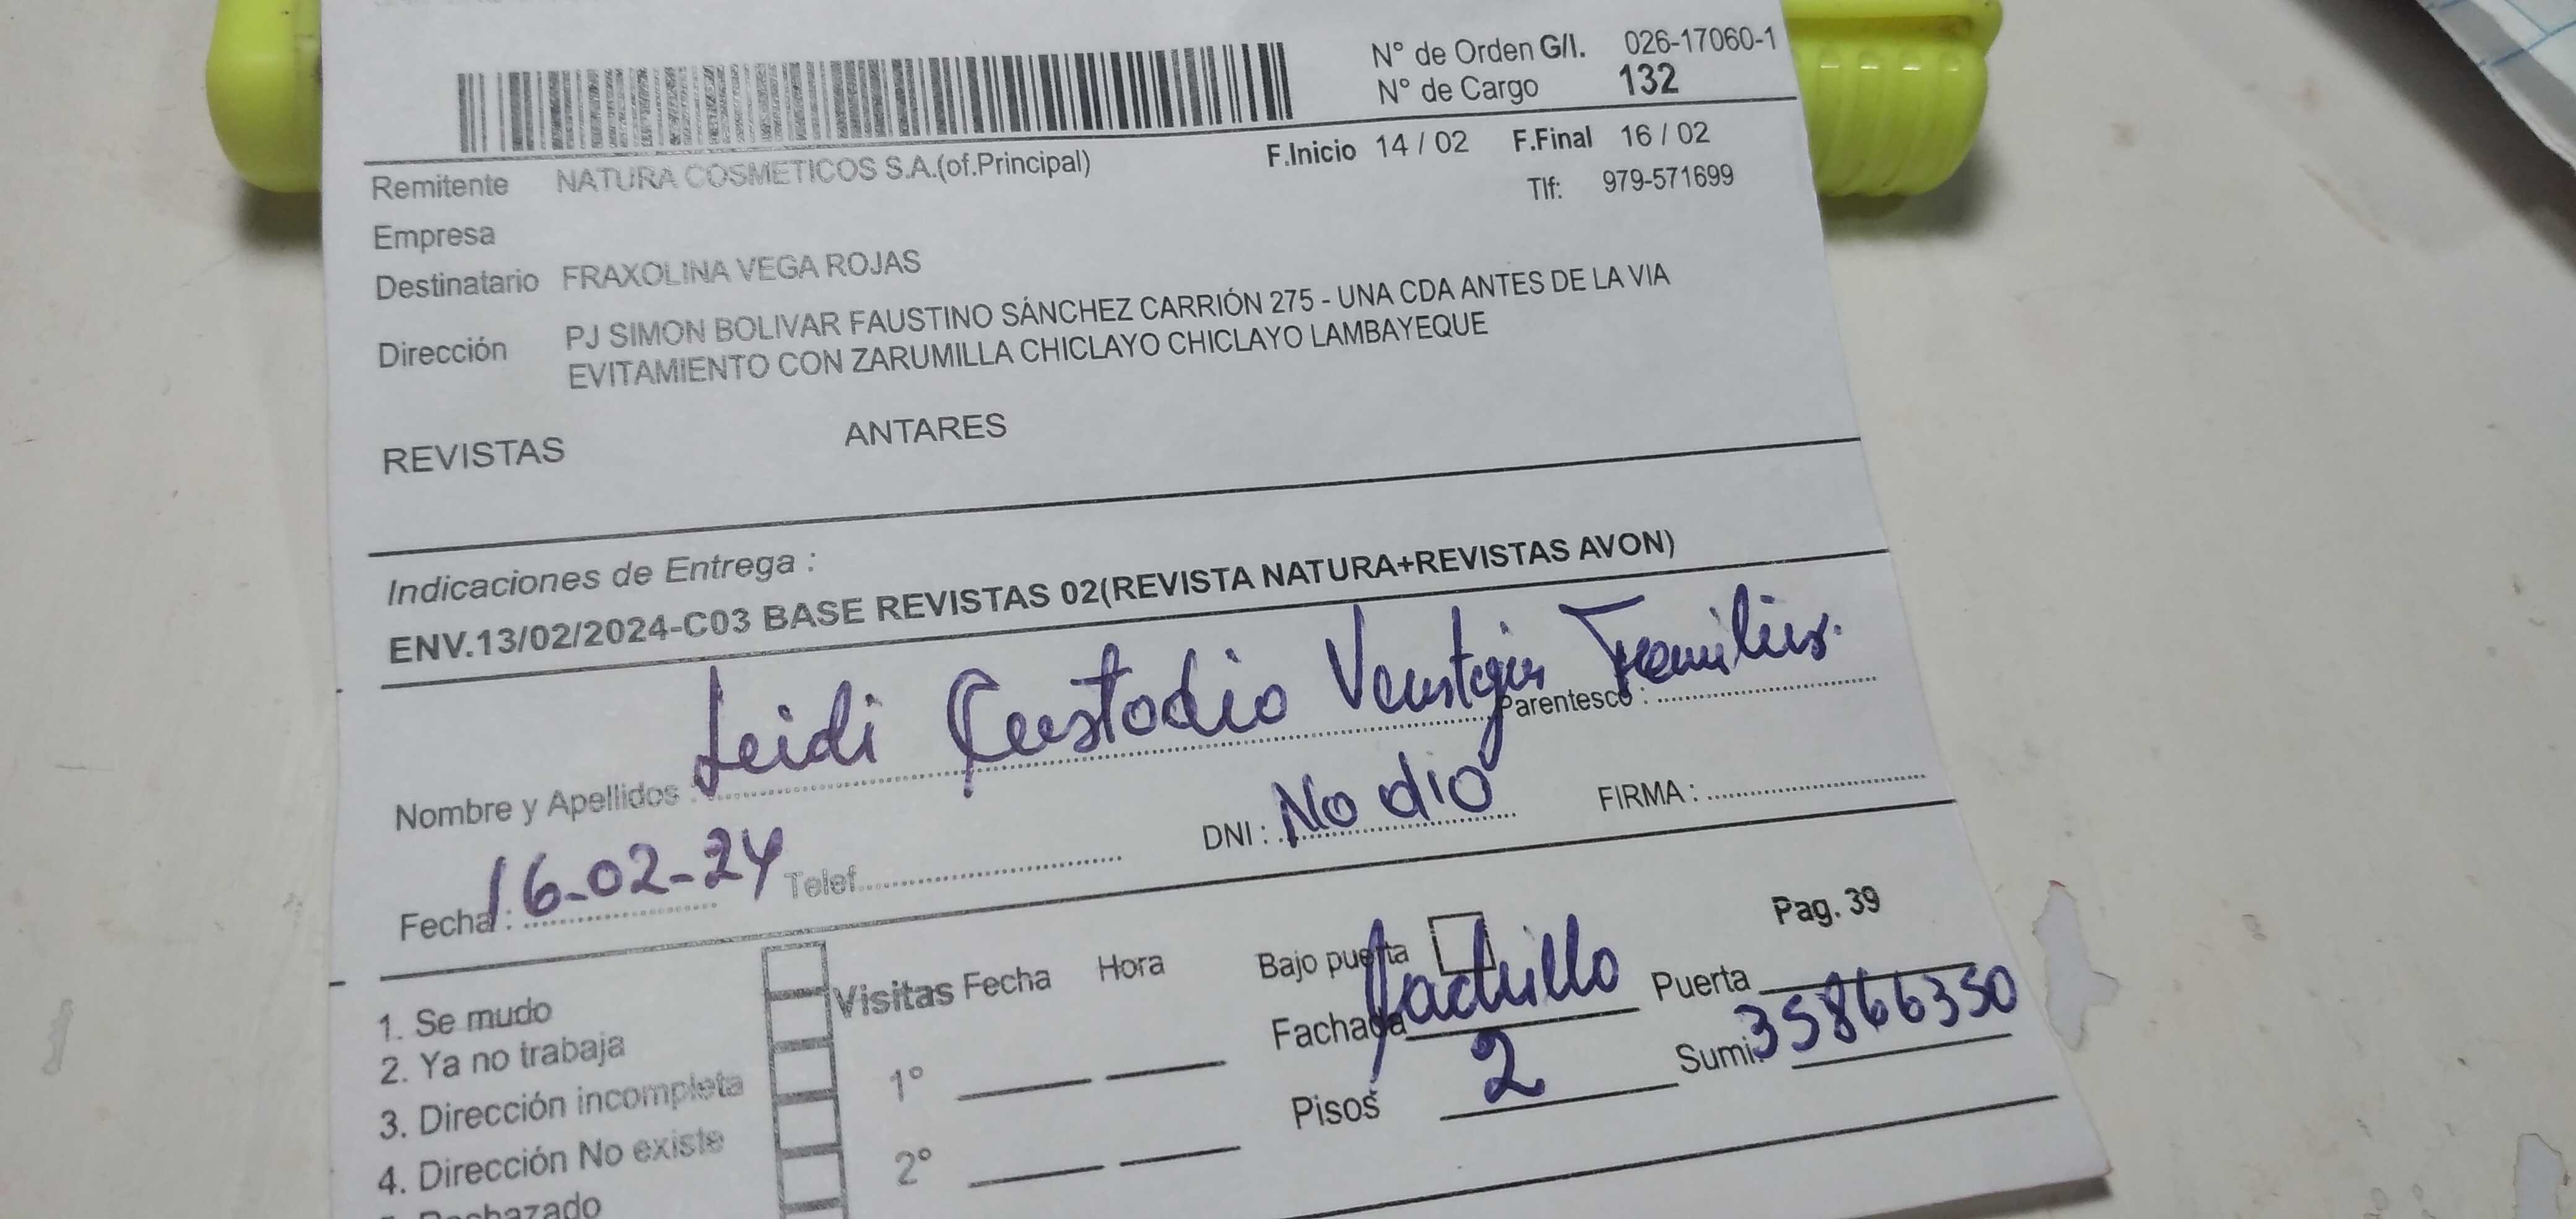 N° de Orden G/I. 026-17060-1
N° de Cargo 132
F.Inicio 14 / 02 F.Final 16 / 02
Remitente NATURA COSMETICOS S.A.(of.Principal)
Tlf: 979-571699
Empresa
Destinatario FRAXOLINA VEGA ROJAS
Dirección PJ SIMON BOLIVAR FAUSTINO SÁNCHEZ CARRIÓN 275 - UNA CDA ANTES DE LA VIA
EVITAMIENTO CON ZARUMILLA CHICLAYO CHICLAYO LAMBAYEQUE
REVISTAS ANTARES
Indicaciones de Entrega :
ENV.13/02/2024-C03 BASE REVISTAS 02(REVISTA NATURA+REVISTAS AVON)
Nombre y Apellidos : Leidi Custodio Parentesco :
Fecha : 16-02-24 Telef. DNI : No dio FIRMA :
Pag. 39
1. Se mudo
2. Ya no trabaja
3. Dirección incompleta
4. Dirección No existe
Rechazado
Visitas Fecha Hora
1°
2°
Bajo puerta
Fachada Ladrillo Puerta
Pisos 2 Sumi. 35866350